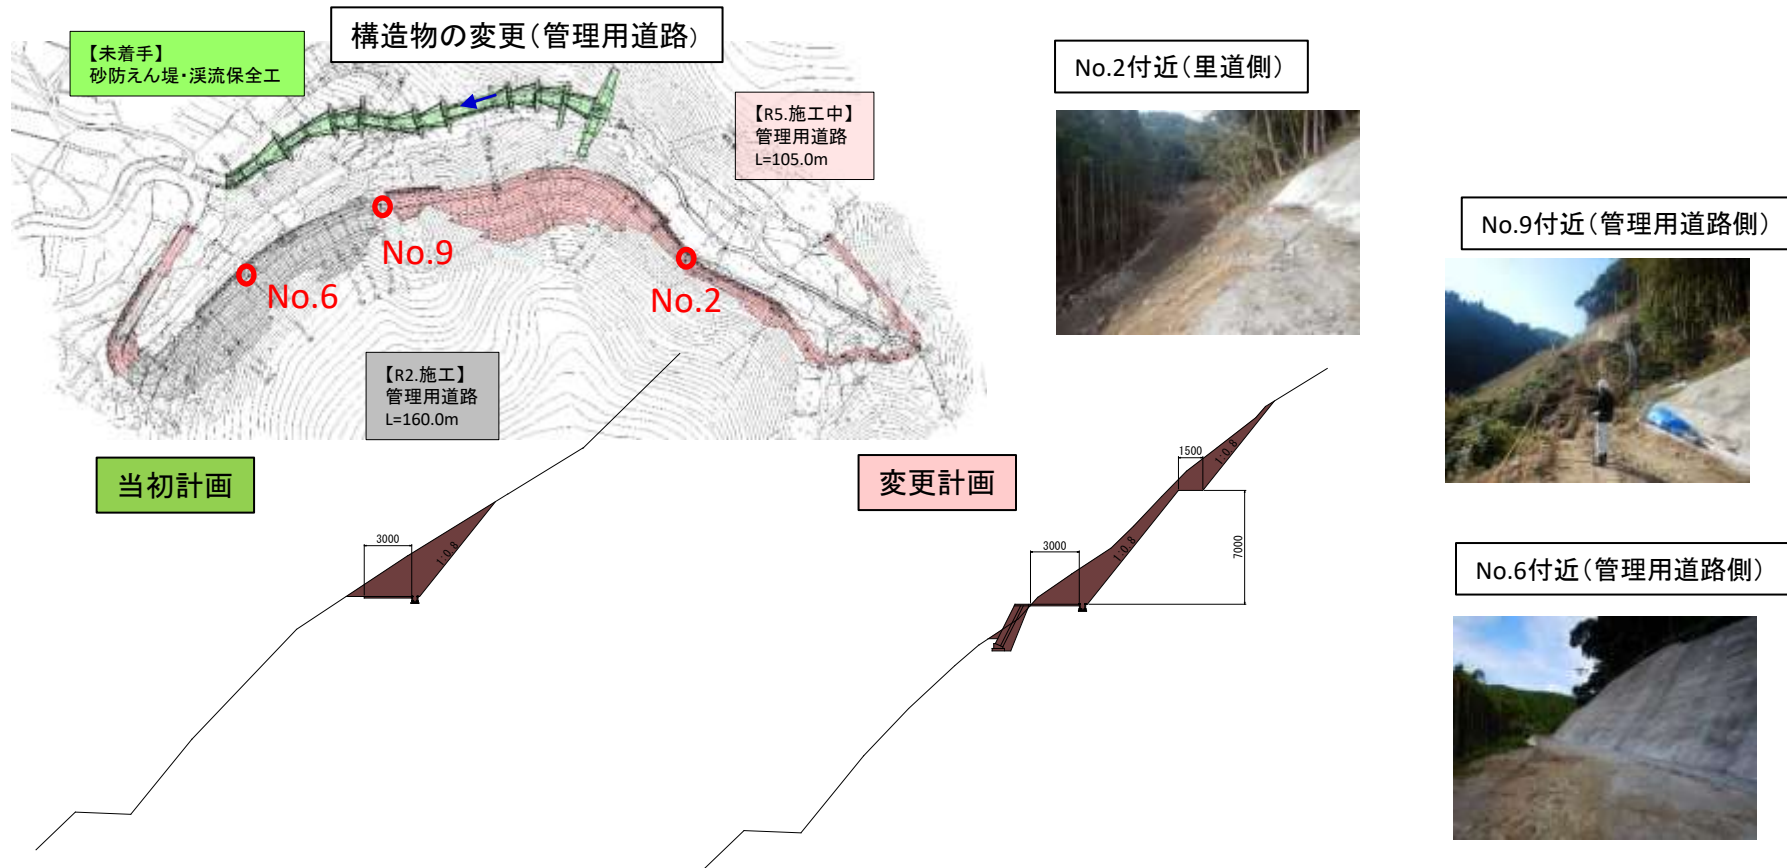 構造物の変更(管理用道路)
【未着手】
砂防えん堤・渓流保全工
【R5.施工中】
管理用道路
L=105.0m
No.9
No.6
No.2
【R2.施工】
管理用道路
L=160.0m
当初計画
3000
1:0.8
変更計画
1500
1:0.8
7000
3000
1:0.8
No.2付近(里道側)
No.9付近(管理用道路側)
No.6付近(管理用道路側)